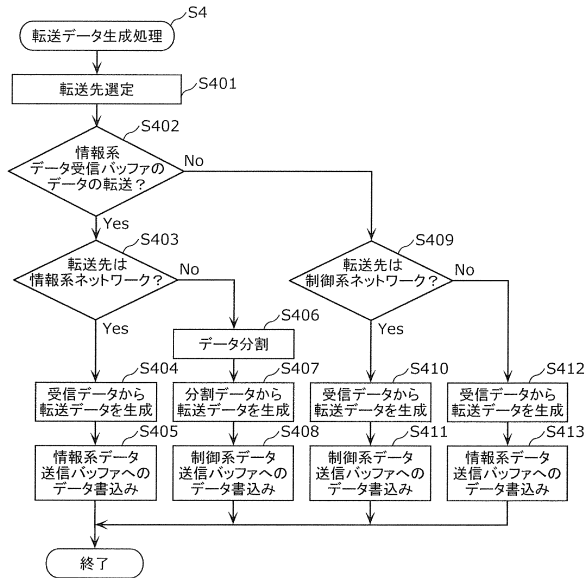 S4
転送データ生成処理
S401
転送先選定
S402
情報系
データ受信バッファの
データの転送？
No
Yes
S403
転送先は
情報系ネットワーク？
No
Yes
S409
転送先は
制御系ネットワーク？
No
Yes
S406
データ分割
S404
受信データから
転送データを生成
S407
分割データから
転送データを生成
S410
受信データから
転送データを生成
S412
受信データから
転送データを生成
S405
情報系データ
送信バッファへの
データ書込み
S408
制御系データ
送信バッファへの
データ書込み
S411
制御系データ
送信バッファへの
データ書込み
S413
情報系データ
送信バッファへの
データ書込み
終了